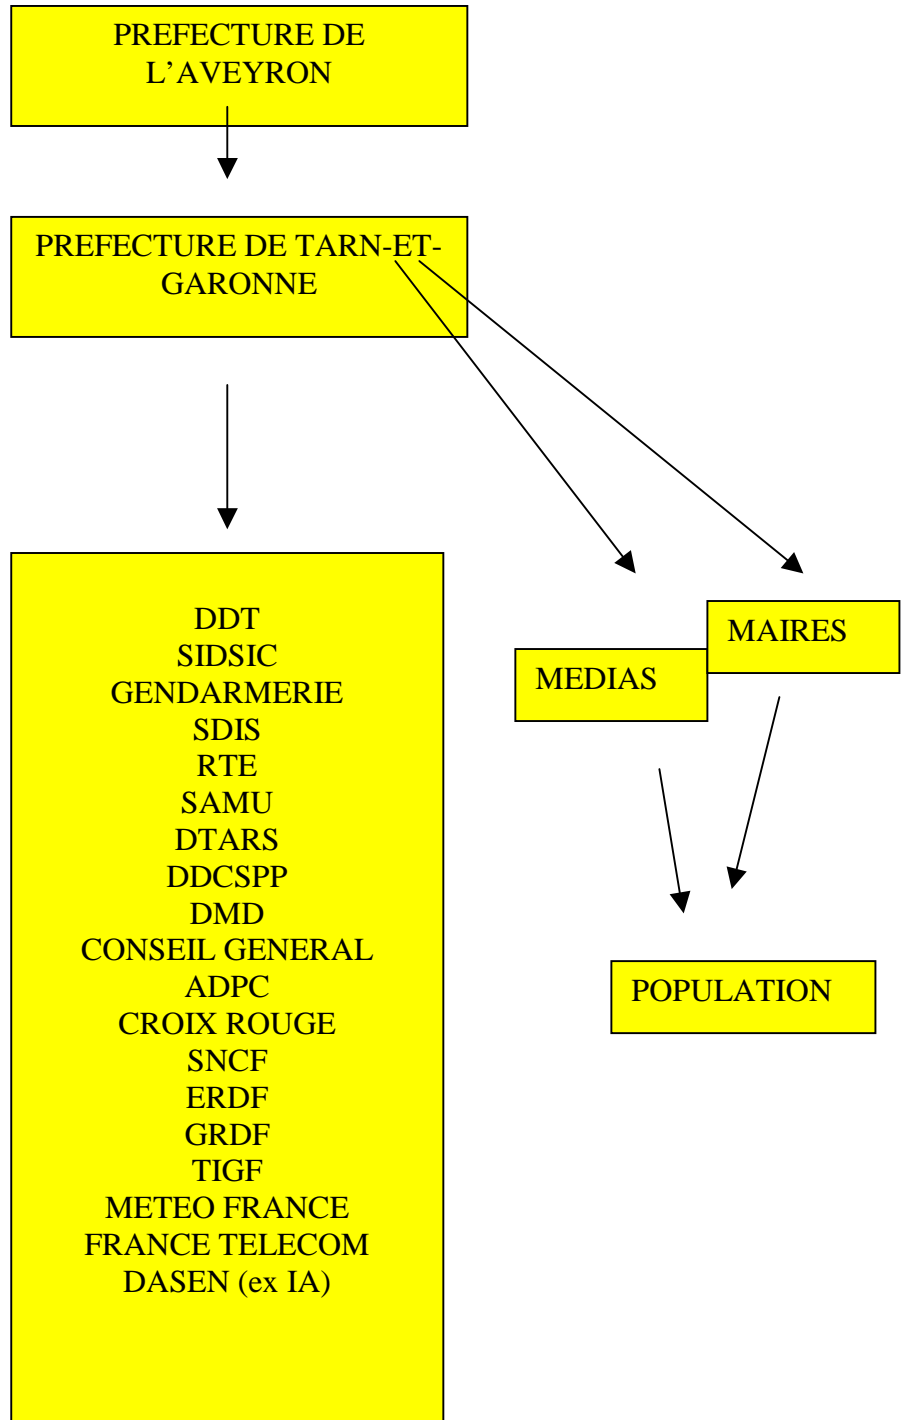 PREFECTURE DE
L'AVEYRON
PREFECTURE DE TARN-ET-
GARONNE
DDT
SIDSIC
GENDARMERIE
SDIS
RTE
SAMU
DTARS
DDCSPP
DMD
CONSEIL GENERAL
ADPC
CROIX ROUGE
SNCF
ERDF
GRDF
TIGF
METEO FRANCE
FRANCE TELECOM
DASEN (ex IA)
MAIRES
MEDIAS
POPULATION